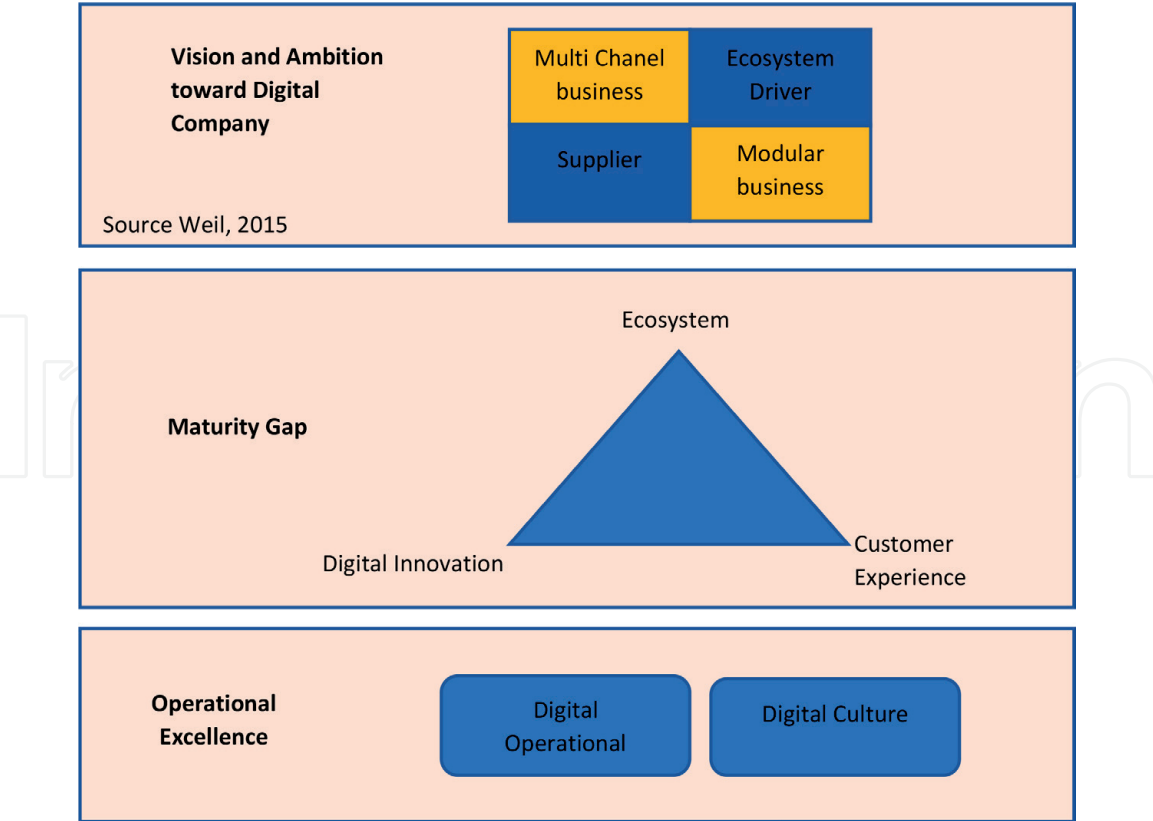 Vision and Ambition
toward Digital
Company
Multi Chanel
business
Ecosystem
Driver
Supplier
Modular
business
Source Weil, 2015
Ecosystem
Maturity Gap
Digital Innovation
Customer
Experience
Operational
Excellence
Digital
Operational
Digital Culture